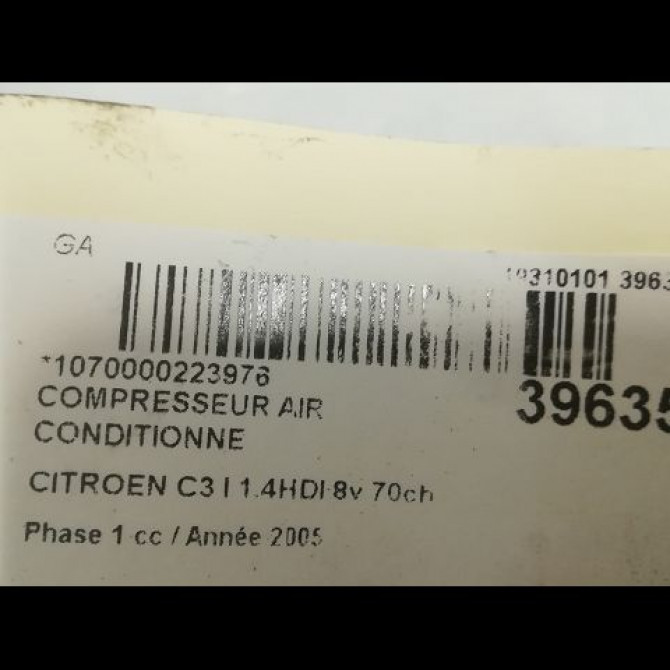 GA
10310101 3963
*1070000223976
39635
COMPRESSEUR AIR
CONDITIONNE
CITROEN C3 I 1.4HDI 8v 70ch
Phase 1 cc / Année 2005